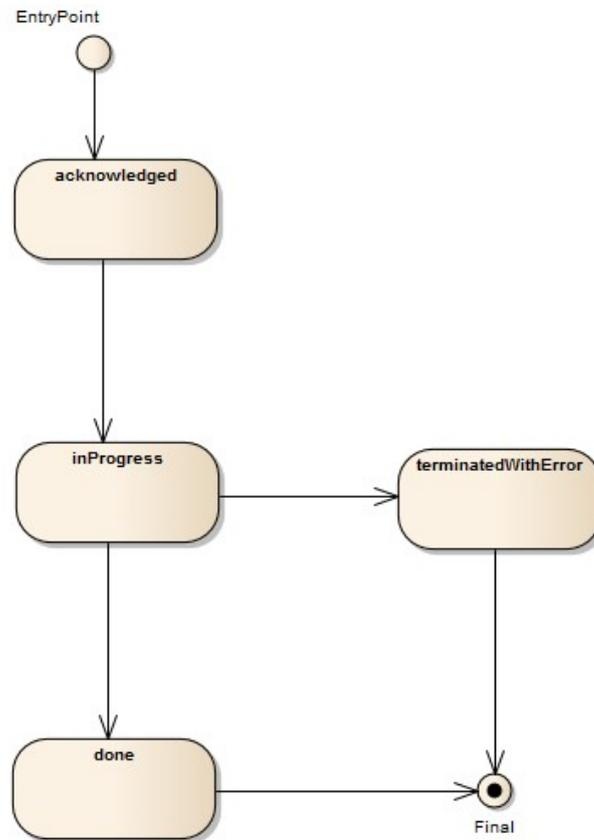 EntryPoint
acknowledged
inProgress
terminatedWithError
done
Final